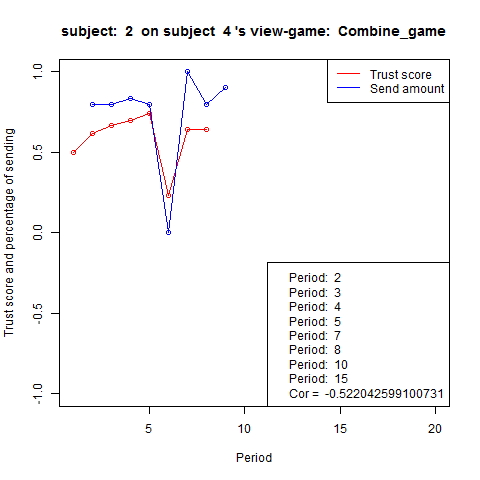 subject:  2  on subject  4 's view-game:  Combine_game
Trust score
Send amount
Trust score and percentage of sending
1.0
0.5
0.0
-0.5
-1.0
Period:  2
Period:  3
Period:  4
Period:  5
Period:  7
Period:  8
Period:  10
Period:  15
Cor =  -0.522042599100731
5
10
15
20
Period